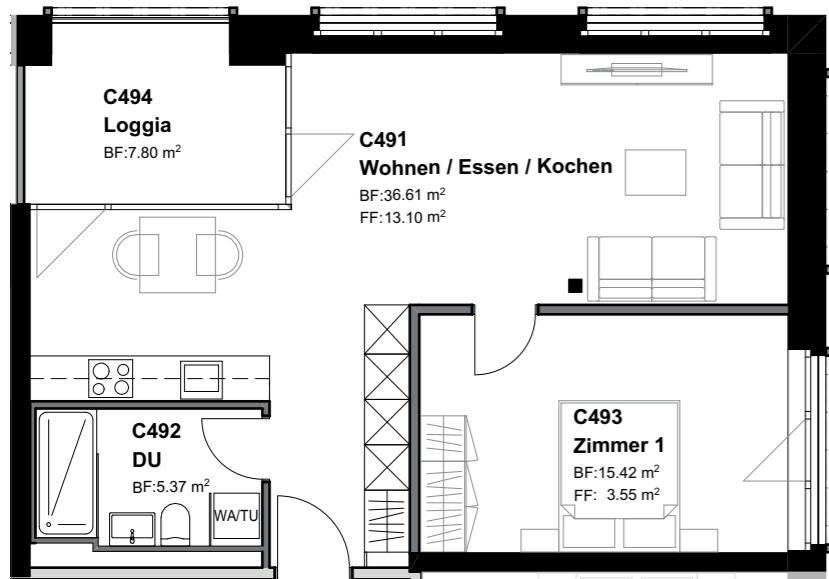 C494
Loggia
BF:7.80 m²
C491
Wohnen / Essen / Kochen
BF:36.61 m²
FF:13.10 m²
C492
DU
BF:5.37 m²
WA/TU
C493
Zimmer 1
BF:15.42 m²
FF: 3.55 m²